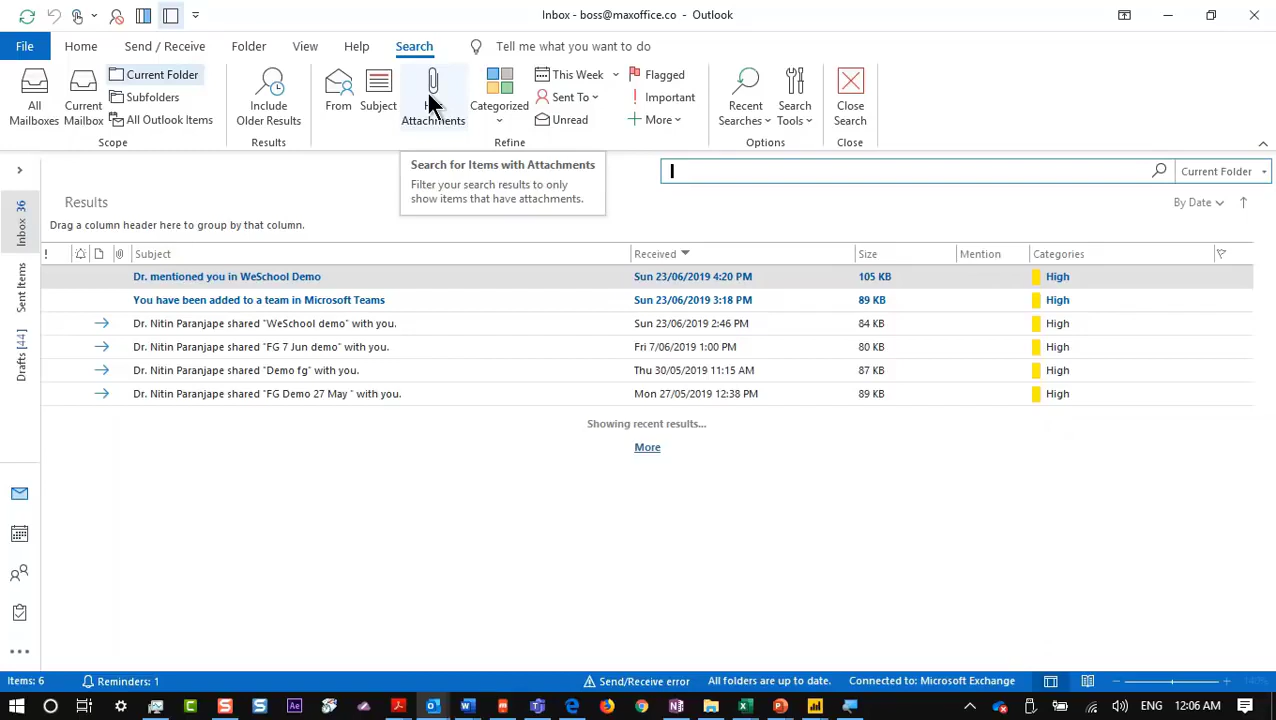 Inbox - boss@maxoffice.co - Outlook
File Home Send / Receive Folder View Help Search Tell me what you want to do
All Mailboxes
Current Mailbox
Current Folder
Subfolders
All Outlook Items
Include Older Results
From
Subject
Attachments
Categorized
This Week
Sent To
Unread
Flagged
Important
More
Recent Searches
Search Tools
Close Search
Scope Results Refine Options Close
Search for Items with Attachments
Filter your search results to only
show items that have attachments.
Current Folder
Results
By Date
Drag a column header here to group by that column.
! Subject Received Size Mention Categories
Dr. mentioned you in WeSchool Demo Sun 23/06/2019 4:20 PM 105 KB High
You have been added to a team in Microsoft Teams Sun 23/06/2019 3:18 PM 89 KB High
Dr. Nitin Paranjape shared "WeSchool demo" with you. Sun 23/06/2019 2:46 PM 84 KB High
Dr. Nitin Paranjape shared "FG 7 Jun demo" with you. Fri 7/06/2019 1:00 PM 80 KB High
Dr. Nitin Paranjape shared "Demo fg" with you. Thu 30/05/2019 11:15 AM 87 KB High
Dr. Nitin Paranjape shared "FG Demo 27 May " with you. Mon 27/05/2019 12:38 PM 89 KB High
Showing recent results...
More
Inbox 36
Sent Items
Drafts [44]
Items: 6 Reminders: 1 Send/Receive error All folders are up to date. Connected to: Microsoft Exchange
12:06 AM